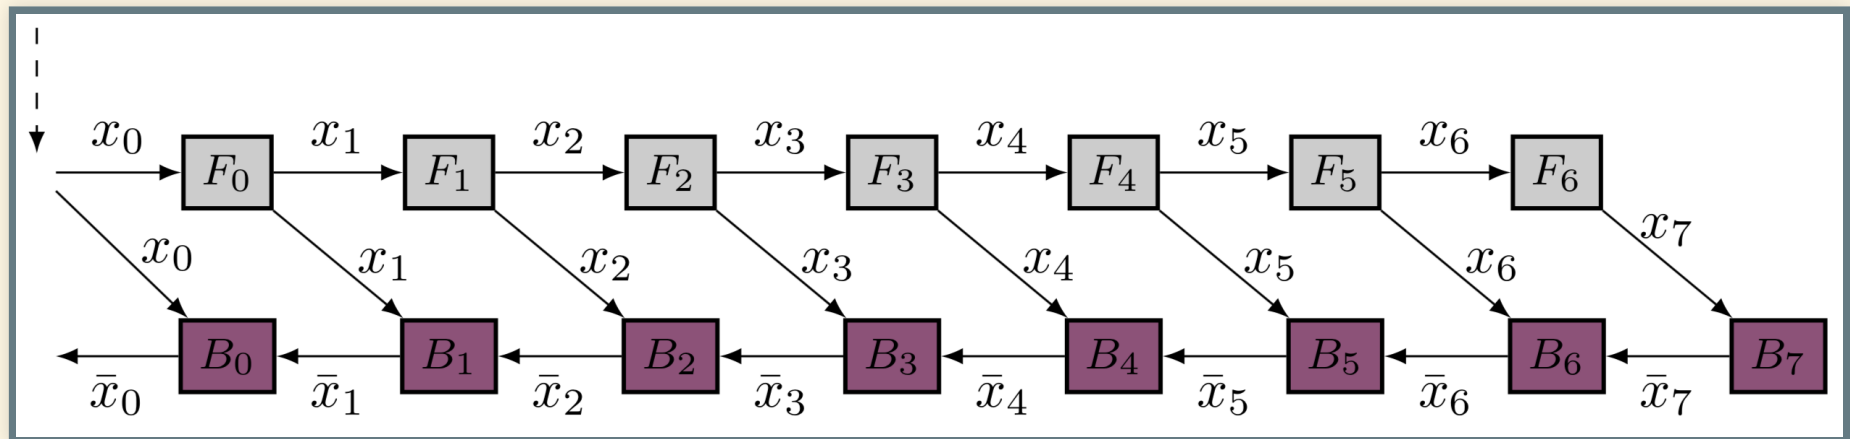 x₀ x₁ x₂ x₃ x₄ x₅ x₆
F₀ F₁ F₂ F₃ F₄ F₅ F₆
x₀ x₁ x₂ x₃ x₄ x₅ x₆ x₇
B₀ B₁ B₂ B₃ B₄ B₅ B₆ B₇
x̄₀ x̄₁ x̄₂ x̄₃ x̄₄ x̄₅ x̄₆ x̄₇